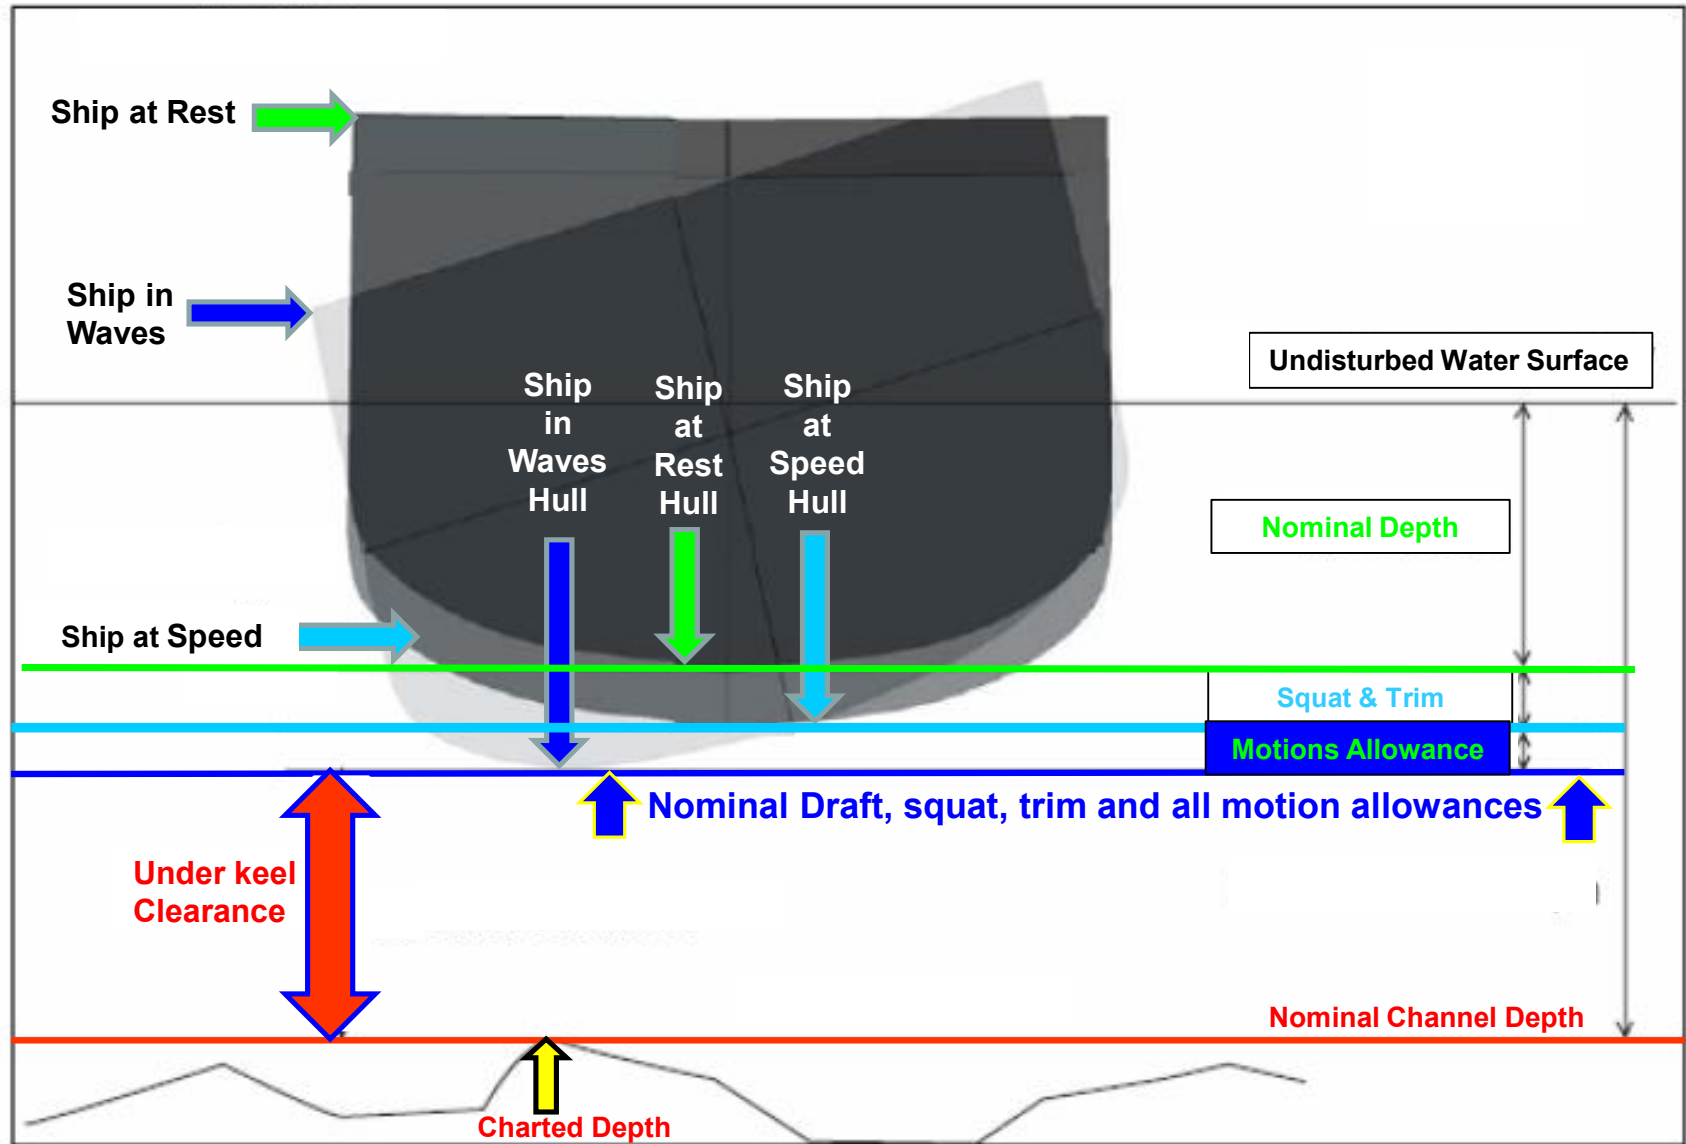 Ship at Rest
Ship in
Waves
Undisturbed Water Surface
Ship
in
Waves
Hull
Ship
at
Rest
Hull
Ship
at
Speed
Hull
Nominal Depth
Ship at Speed
Squat & Trim
Motions Allowance
Nominal Draft, squat, trim and all motion allowances
Under keel
Clearance
Nominal Channel Depth
Charted Depth